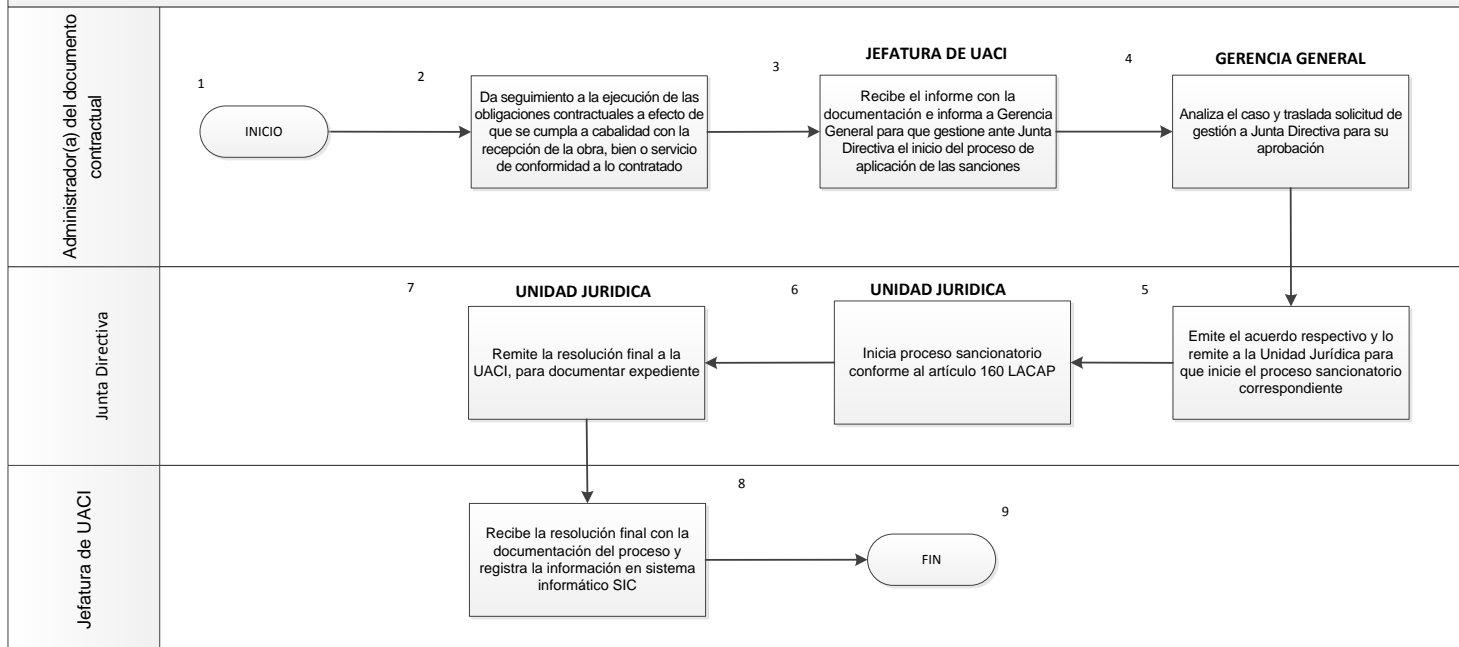 Administrador(a) del documento
contractual
1
INICIO
2
Da seguimiento a la ejecución de las
obligaciones contractuales a efecto de
que se cumpla a cabalidad con la
recepción de la obra, bien o servicio
de conformidad a lo contratado
3
JEFATURA DE UACI
Recibe el informe con la
documentación e informa a Gerencia
General para que gestione ante Junta
Directiva el inicio del proceso de
aplicación de las sanciones
4
GERENCIA GENERAL
Analiza el caso y traslada solicitud de
gestión a Junta Directiva para su
aprobación
Junta Directiva
5
Emite el acuerdo respectivo y lo
remite a la Unidad Jurídica para
que inicie el proceso sancionatorio
correspondiente
6
UNIDAD JURIDICA
Inicia proceso sancionatorio
conforme al artículo 160 LACAP
7
UNIDAD JURIDICA
Remite la resolución final a la
UACI, para documentar expediente
Jefatura de UACI
8
Recibe la resolución final con la
documentación del proceso y
registra la información en sistema
informático SIC
9
FIN